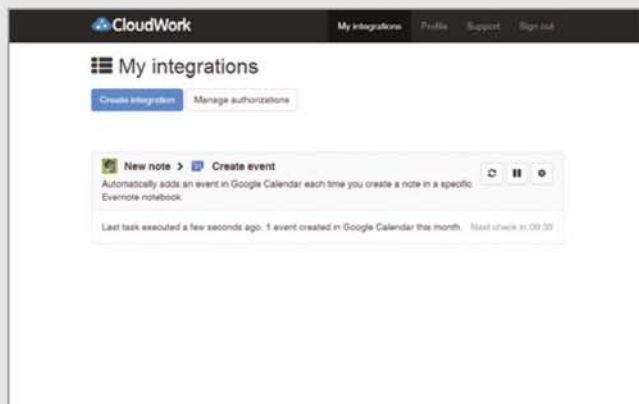 CloudWork
My integrations Profile Support Sign out
My integrations
Create integration Manage authorizations
New note > Create event
Automatically adds an event in Google Calendar each time you create a note in a specific
Evernote notebook.
Last task executed a few seconds ago. 1 event created in Google Calendar this month. Next check in 09:35